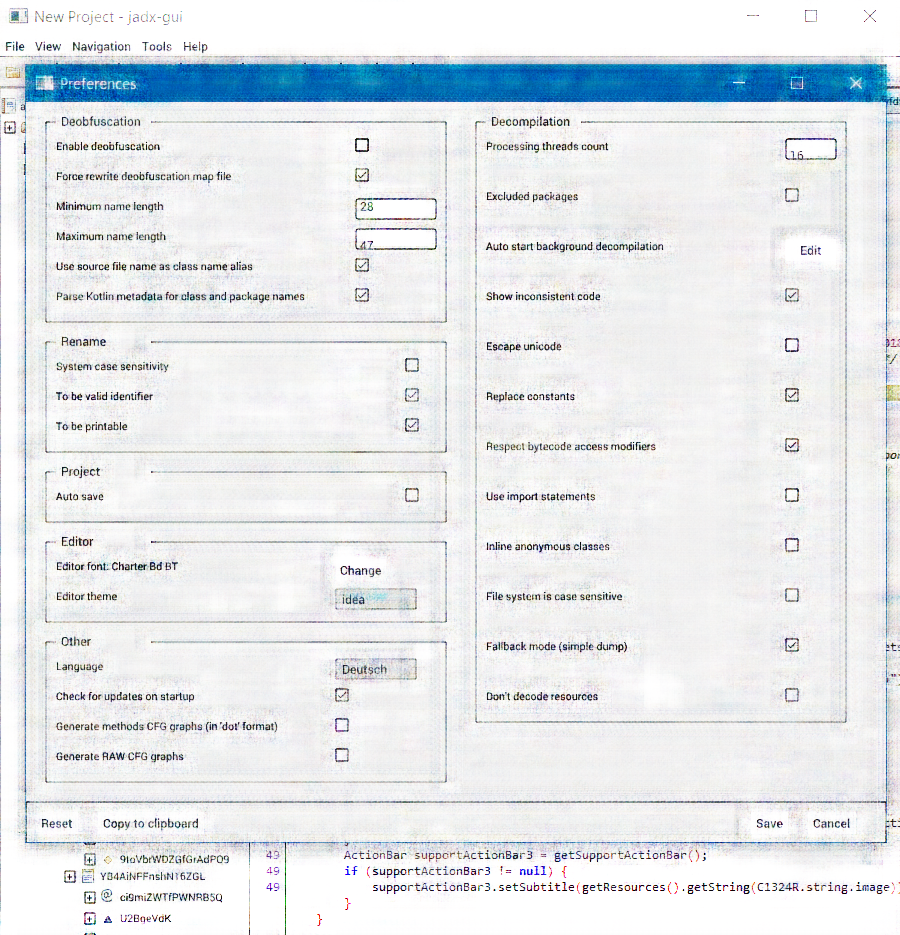 New Project - jadx-gui
File View Navigation Tools Help
Preferences
Deobfuscation
Enable deobfuscation
Force rewrite deobfuscation map file
Minimum name length 28
Maximum name length 47
Use source file name as class name alias
Parse Kotlin metadata for class and package names
Rename
System case sensitivity
To be valid identifier
To be printable
Project
Auto save
Editor
Editor font: Charter Bd BT Change
Editor theme idea
Other
Language Deutsch
Check for updates on startup
Generate methods CFG graphs (in 'dot' format)
Generate RAW CFG graphs
Decompilation
Processing threads count 16
Excluded packages
Auto start background decompilation Edit
Show inconsistent code
Escape unicode
Replace constants
Respect bytecode access modifiers
Use import statements
Inline anonymous classes
File system is case sensitive
Fallback mode (simple dump)
Don't decode resources
Reset Copy to clipboard Save Cancel
YB4AiNFFnshN16ZGL
ci9miZWTfPWNRB5Q
U2BgeVdK
49 ActionBar supportActionBar3 = getSupportActionBar();
49 if (supportActionBar3 != null) {
49 supportActionBar3.setSubtitle(getResources().getString(C1324R.string.image))
}
}